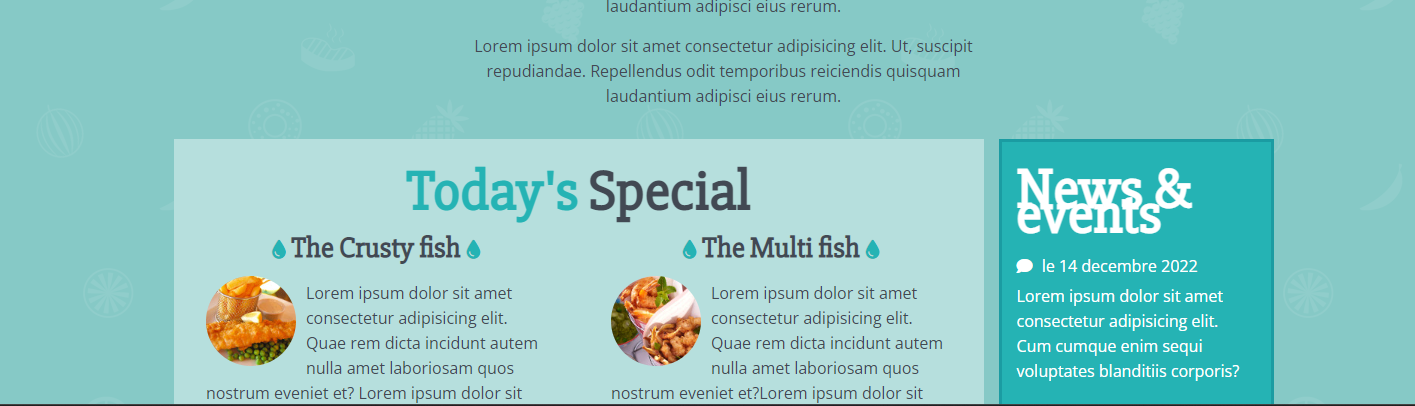 laudantium adipisci eius rerum.
Lorem ipsum dolor sit amet consectetur adipisicing elit. Ut, suscipit
repudiandae. Repellendus odit temporibus reiciendis quisquam
laudantium adipisci eius rerum.
Today's Special
The Crusty fish
Lorem ipsum dolor sit amet
consectetur adipisicing elit.
Quae rem dicta incidunt autem
nulla amet laboriosam quos
nostrum eveniet et? Lorem ipsum dolor sit
The Multi fish
Lorem ipsum dolor sit amet
consectetur adipisicing elit.
Quae rem dicta incidunt autem
nulla amet laboriosam quos
nostrum eveniet et?Lorem ipsum dolor sit
News &
events
le 14 decembre 2022
Lorem ipsum dolor sit amet
consectetur adipisicing elit.
Cum cumque enim sequi
voluptates blanditiis corporis?